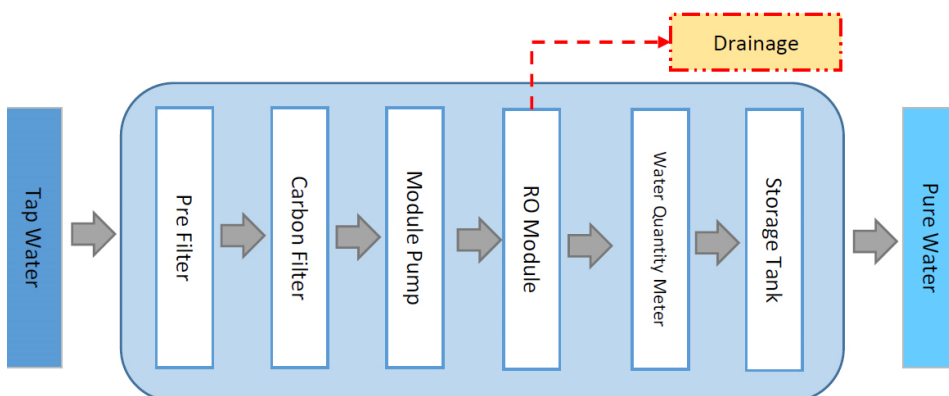 Drainage
Tap Water
Pre Filter
Carbon Filter
Module Pump
RO Module
Water Quantity Meter
Storage Tank
Pure Water